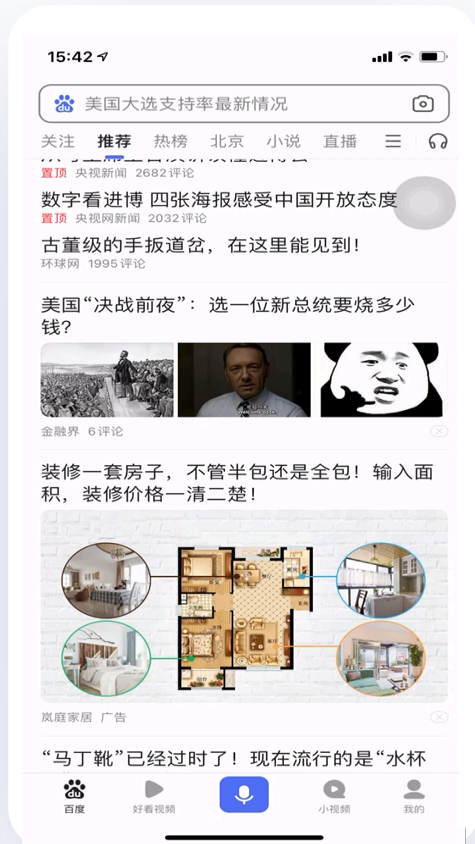 15:42
du
美国大选支持率最新情况
关注 推荐 热榜 北京 小说 直播
置顶 央视新闻 2682评论
数字看进博 四张海报感受中国开放态度
置顶 央视网新闻 2032评论
古董级的手扳道岔，在这里能见到！
环球网 1995评论
美国“决战前夜”：选一位新总统要烧多少
钱？
金融界 6评论
装修一套房子，不管半包还是全包！输入面
积，装修价格一清二楚！
岚庭家居 广告
“马丁靴”已经过时了！现在流行的是“水杯
百度 好看视频 小视频 我的